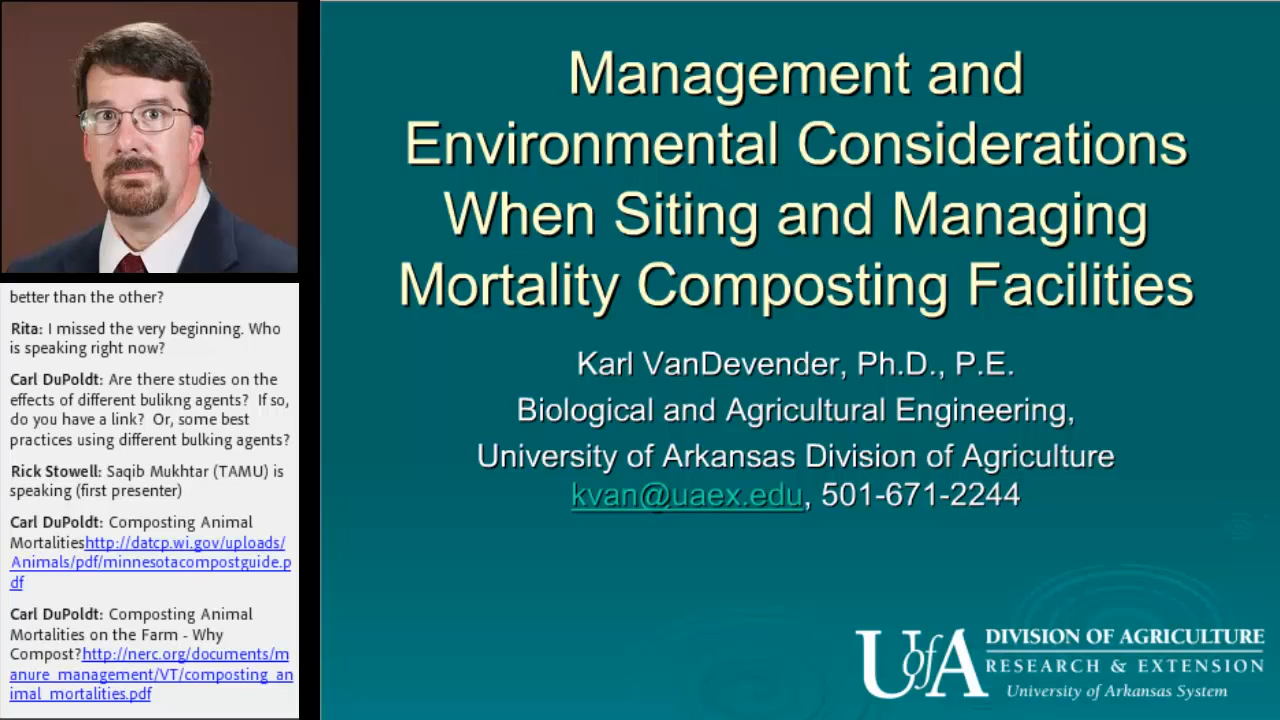 better than the other?
Rita: I missed the very beginning. Who
is speaking right now?
Carl DuPoldt: Are there studies on the
effects of different bulikng agents? If so,
do you have a link? Or, some best
practices using different bulking agents?
Rick Stowell: Saqib Mukhtar (TAMU) is
speaking (first presenter)
Carl DuPoldt: Composting Animal
Mortalitieshttp://datcp.wi.gov/uploads/
Animals/pdf/minnesotacompostguide.p
df
Carl DuPoldt: Composting Animal
Mortalities on the Farm - Why
Compost?http://nerc.org/documents/m
anure_management/VT/composting_an
imal_mortalities.pdf
Management and
Environmental Considerations
When Siting and Managing
Mortality Composting Facilities
Karl VanDevender, Ph.D., P.E.
Biological and Agricultural Engineering,
University of Arkansas Division of Agriculture
kvan@uaex.edu, 501-671-2244
UofA
DIVISION OF AGRICULTURE
RESEARCH & EXTENSION
University of Arkansas System